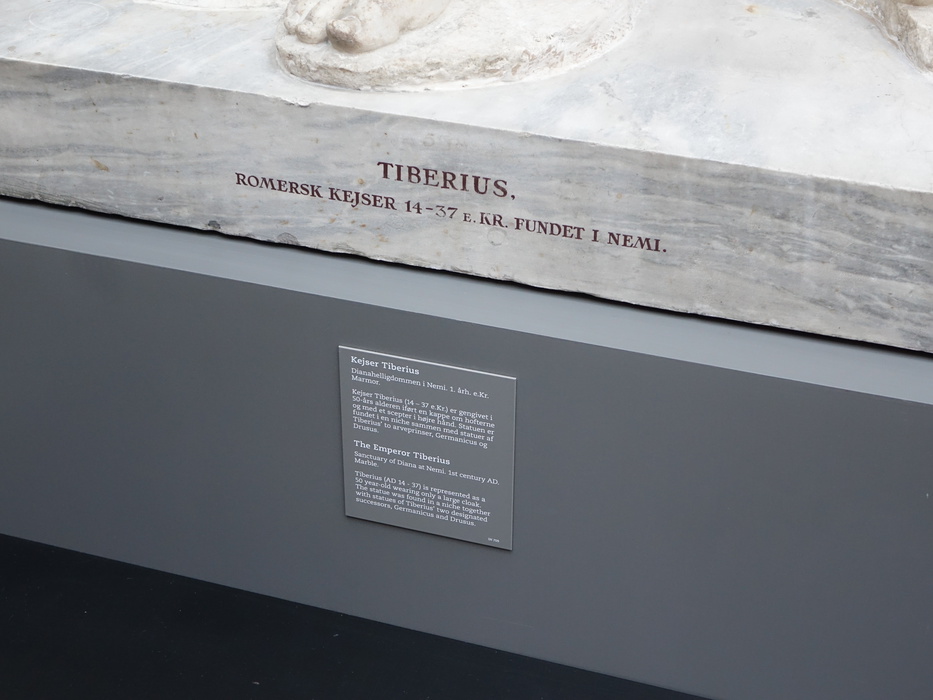 TIBERIUS,
ROMERSK KEJSER 14-37 E.KR. FUNDET I NEMI.
Kejser Tiberius
Dianahelligdommen i Nemi. 1. årh. e.Kr.
Marmor.
Kejser Tiberius (14 – 37 e.Kr.) er gengivet i
50-års alderen iført en kappe om hofterne
og med et scepter i højre hånd. Statuen er
fundet i en niche sammen med statuer af
Tiberius' to arveprinser, Germanicus og
Drusus.
The Emperor Tiberius
Sanctuary of Diana at Nemi. 1st century AD.
Marble.
Tiberius (AD 14 - 37) is represented as a
50 year-old wearing only a large cloak.
The statue was found in a niche together
with statues of Tiberius' two designated
successors, Germanicus and Drusus.